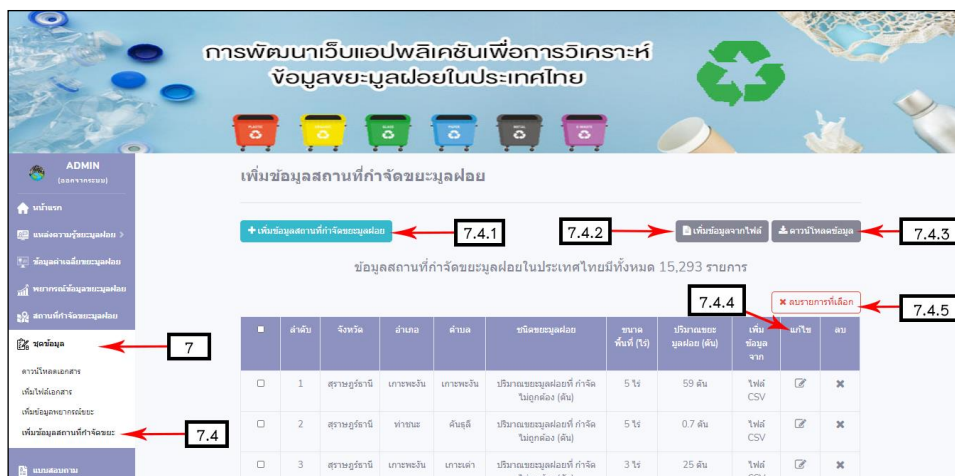 การพัฒนาเว็บแอปพลิเคชันเพื่อการวิเคราะห์
ข้อมูลขยะมูลฝอยในประเทศไทย
ADMIN
(ออกจากระบบ)
หน้าแรก
แหล่งความรู้ขยะมูลฝอย >
ข้อมูลค่าเฉลี่ยขยะมูลฝอย
พยากรณ์ข้อมูลขยะมูลฝอย
สถานที่กำจัดขยะมูลฝอย
ชุดข้อมูล
7
ดาวน์โหลดเอกสาร
เพิ่มไฟล์เอกสาร
เพิ่มข้อมูลพยากรณ์ขยะ
เพิ่มข้อมูลสถานที่กำจัดขยะ
7.4
แบบสอบถาม
เพิ่มข้อมูลสถานที่กำจัดขยะมูลฝอย
+ เพิ่มข้อมูลสถานที่กำจัดขยะมูลฝอย
7.4.1
7.4.2
เพิ่มข้อมูลจากไฟล์
ดาวน์โหลดข้อมูล
7.4.3
ข้อมูลสถานที่กำจัดขยะมูลฝอยในประเทศไทยมีทั้งหมด 15,293 รายการ
7.4.4
ลบรายการที่เลือก
7.4.5
ลำดับ จังหวัด อำเภอ ตำบล ชนิดขยะมูลฝอย ขนาดพื้นที่ (ไร่) ปริมาณขยะมูลฝอย (ตัน) เพิ่มข้อมูลจาก แก้ไข ลบ
1 สุราษฎร์ธานี เกาะพะงัน เกาะพะงัน ปริมาณขยะมูลฝอยที่ กำจัด 5 ไร่ 59 ตัน ไฟล์
ไม่ถูกต้อง (ตัน) CSV
2 สุราษฎร์ธานี ท่าชนะ คันธุลี ปริมาณขยะมูลฝอยที่ กำจัด 5 ไร่ 0.7 ตัน ไฟล์
ไม่ถูกต้อง (ตัน) CSV
3 สุราษฎร์ธานี เกาะพะงัน เกาะเต่า ปริมาณขยะมูลฝอยที่ กำจัด 3 ไร่ 25 ตัน ไฟล์